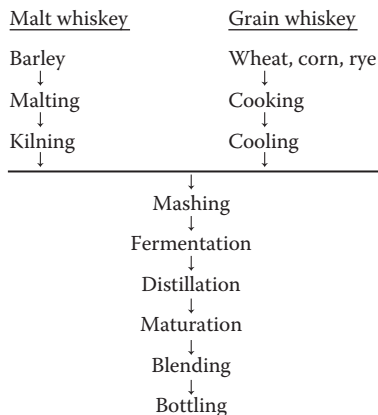 Malt whiskey
Grain whiskey
Barley
Wheat, corn, rye
Malting
Cooking
Kilning
Cooling
Mashing
Fermentation
Distillation
Maturation
Blending
Bottling